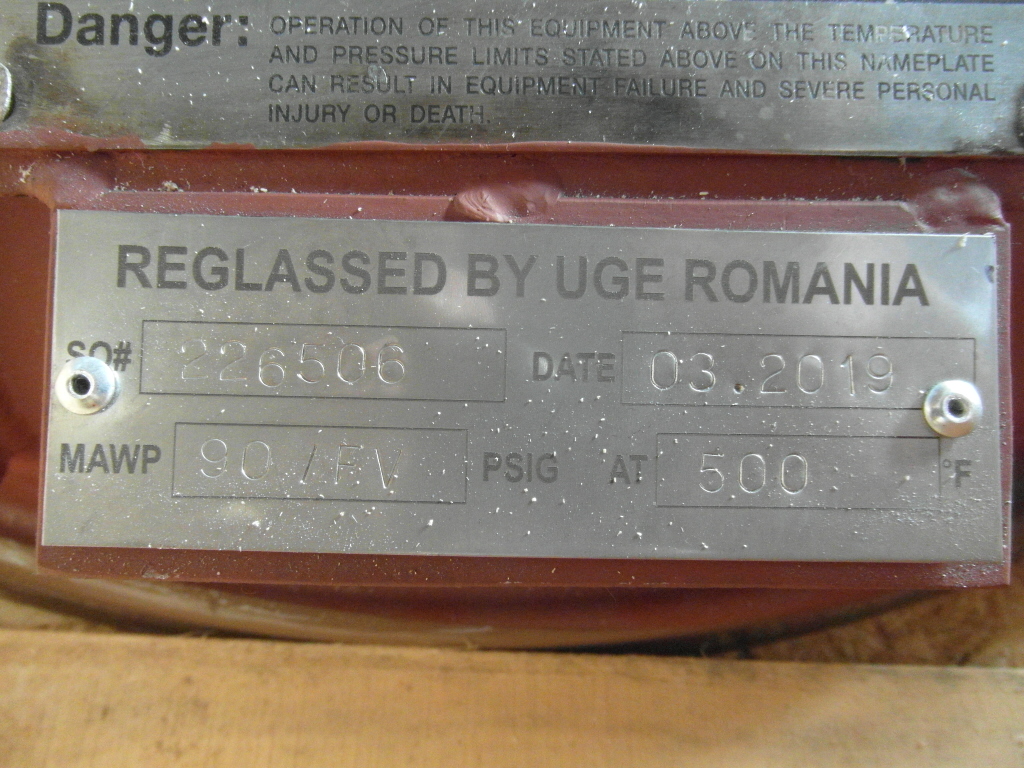 Danger: OPERATION OF THIS EQUIPMENT ABOVE THE TEMPERATURE
AND PRESSURE LIMITS STATED ABOVE ON THIS NAMEPLATE
CAN RESULT IN EQUIPMENT FAILURE AND SEVERE PERSONAL
INJURY OR DEATH.
REGLASSED BY UGE ROMANIA
SO# 226506 DATE 03.2019
MAWP 90/FV PSIG AT 500 °F